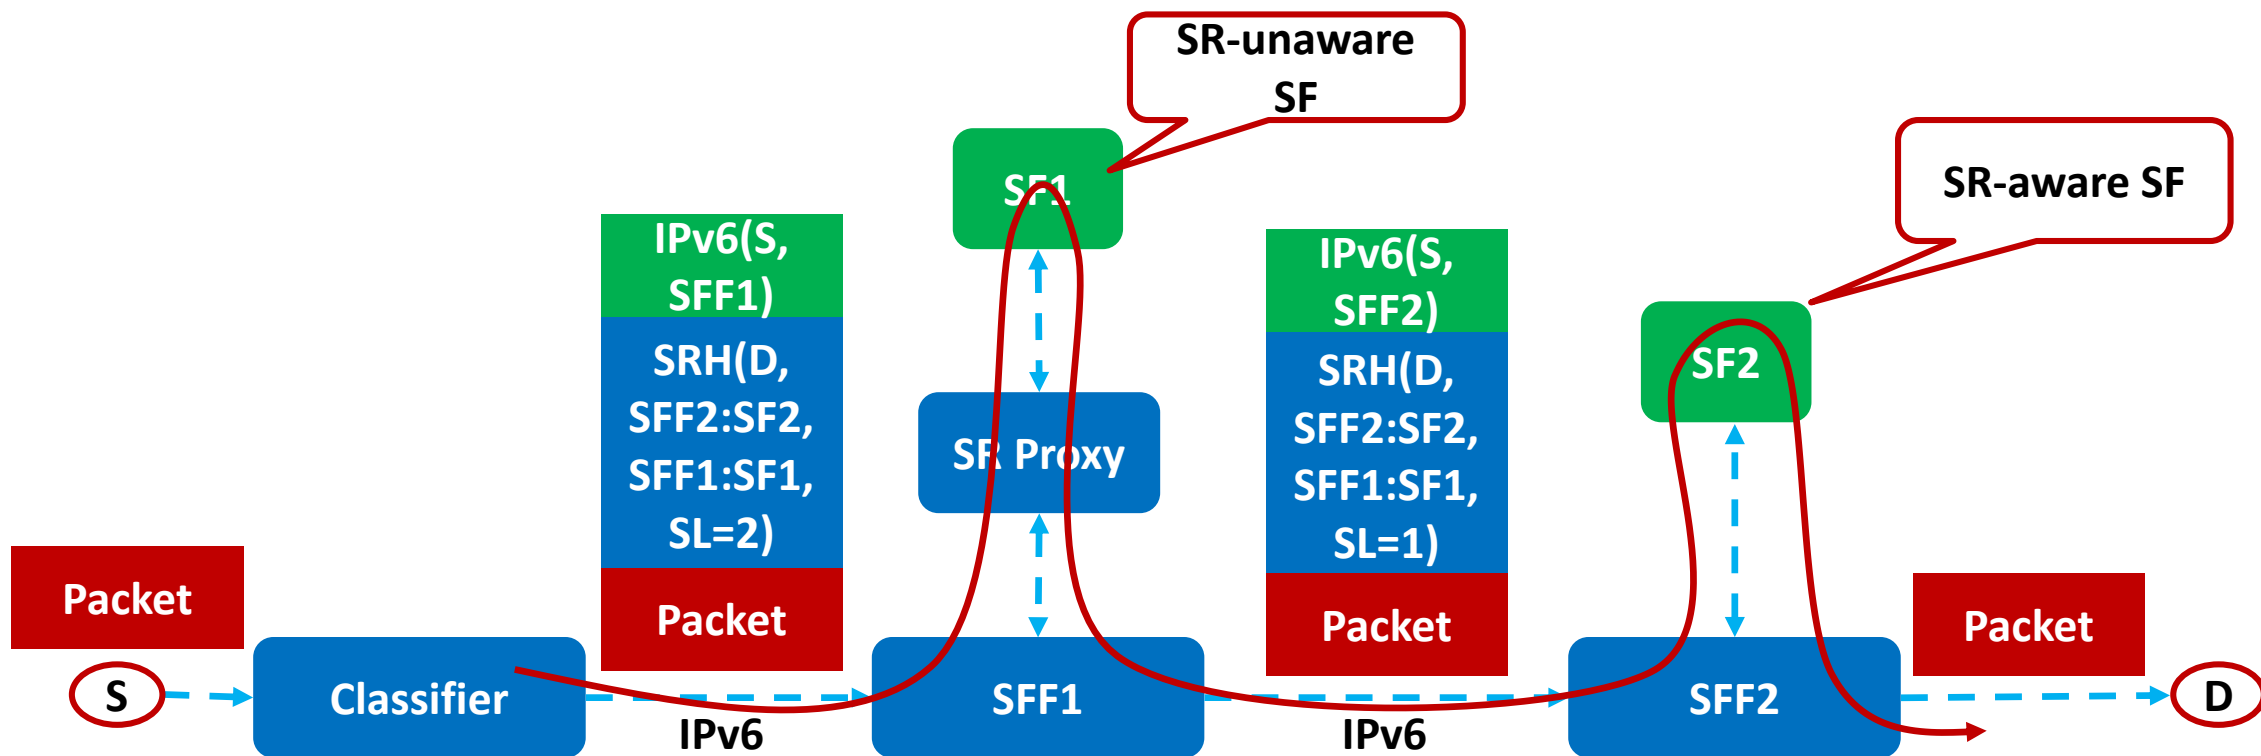 SR-unaware
SF
SR-aware SF
SF1
IPv6(S,
SFF1)
SRH(D,
SFF2:SF2,
SFF1:SF1,
SL=2)
Packet
IPv6(S,
SFF2)
SRH(D,
SFF2:SF2,
SFF1:SF1,
SL=1)
Packet
SF2
SR Proxy
Packet
Packet
S
Classifier
IPv6
SFF1
IPv6
SFF2
D